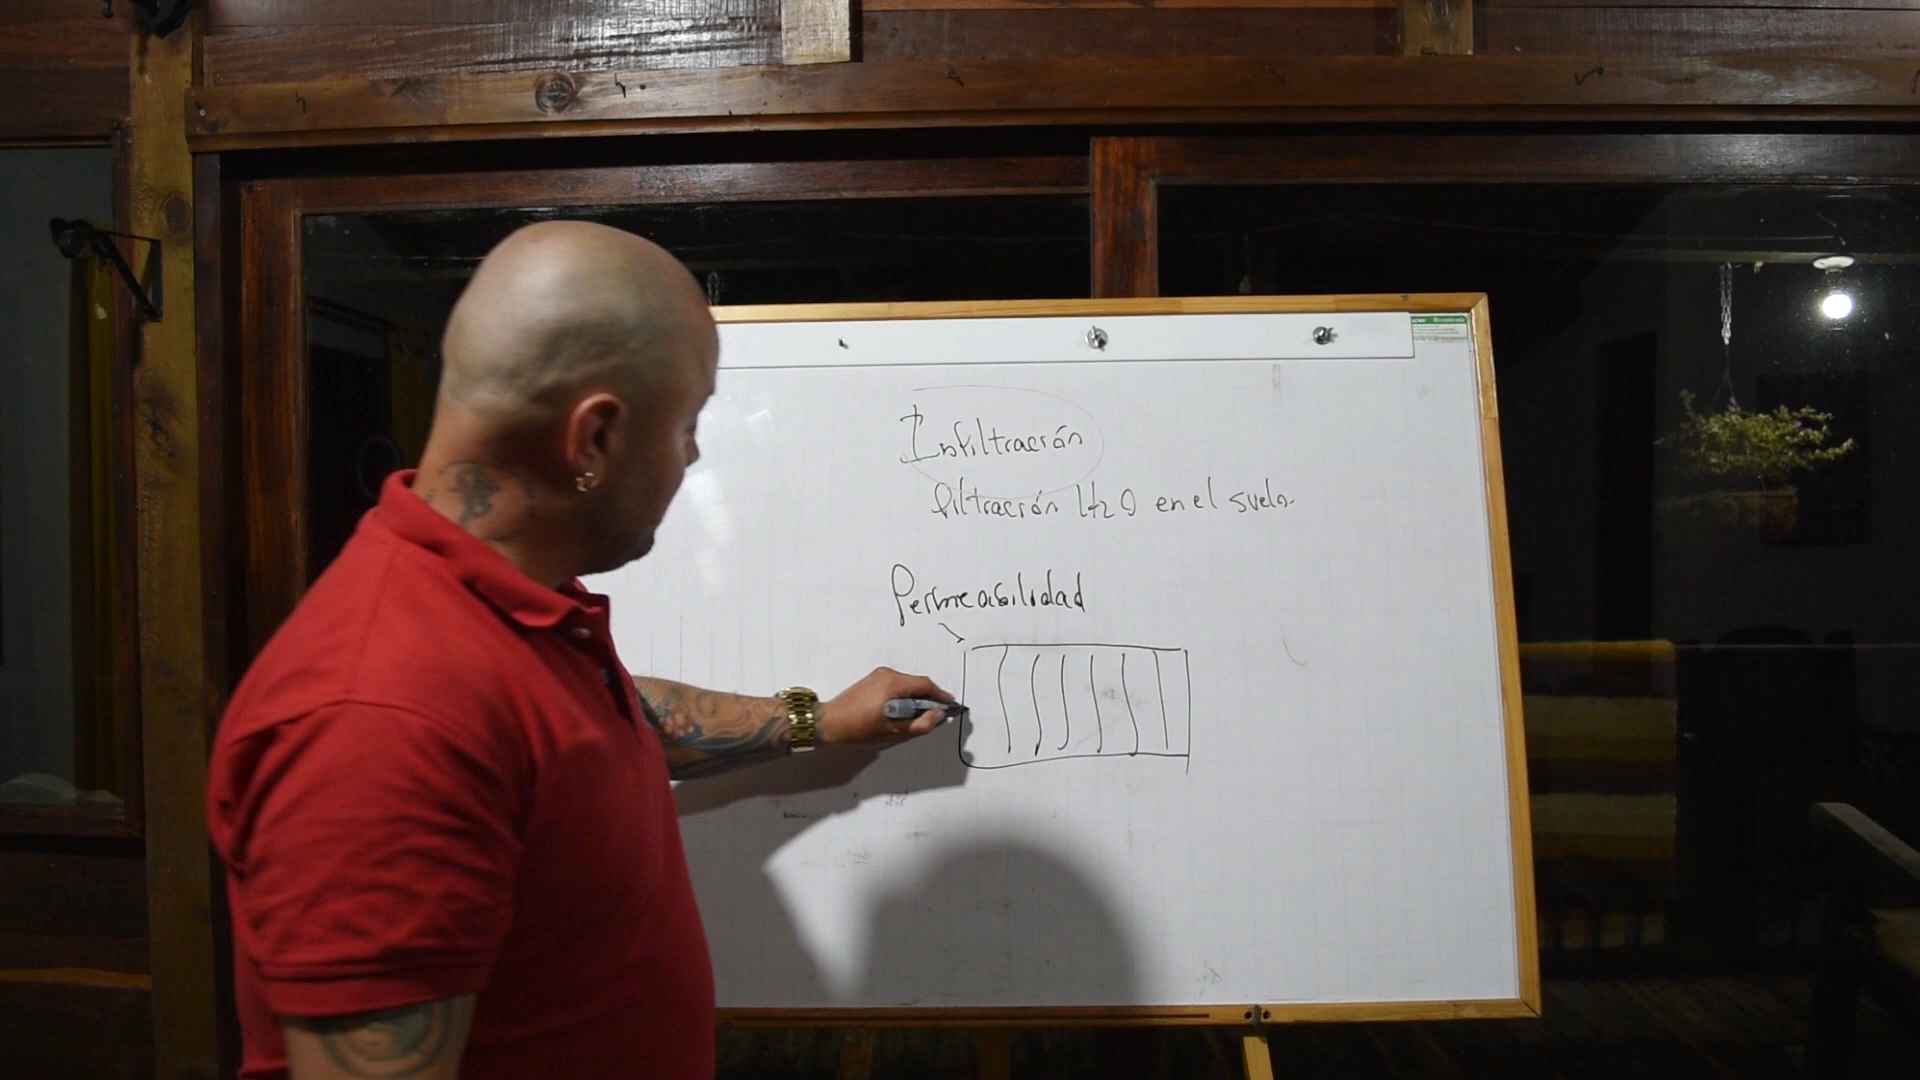 Infiltración
filtración H2O en el suelo.
Permeabilidad